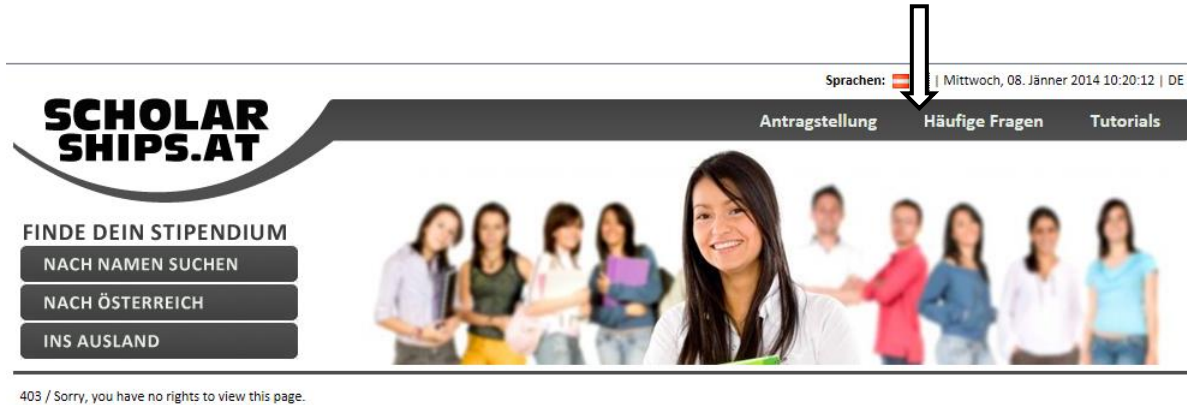 Sprachen: | Mittwoch, 08. Jänner 2014 10:20:12 | DE
SCHOLAR
SHIPS.AT
Antragstellung Häufige Fragen Tutorials
FINDE DEIN STIPENDIUM
NACH NAMEN SUCHEN
NACH ÖSTERREICH
INS AUSLAND
403 / Sorry, you have no rights to view this page.